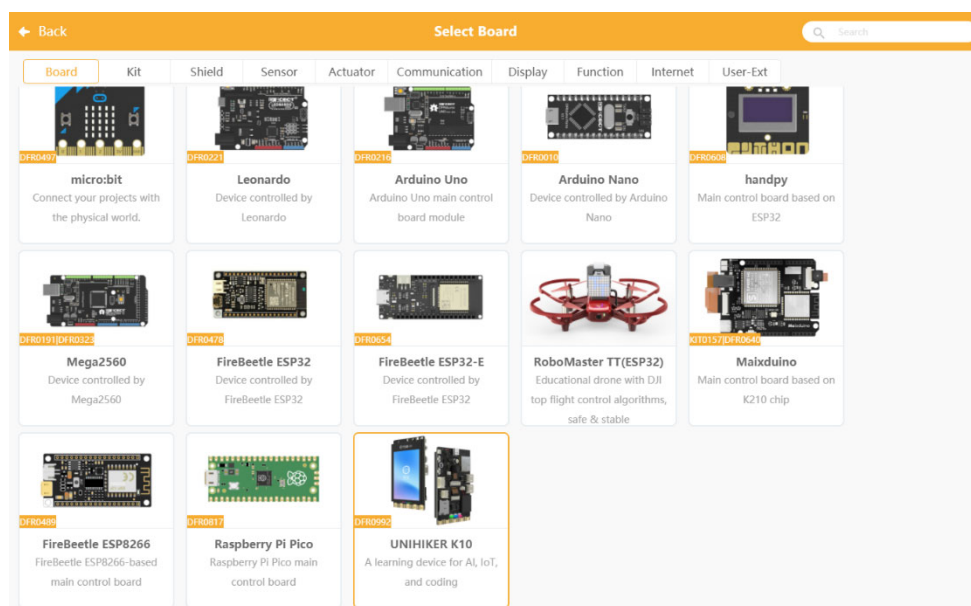 Back
Select Board
Search
Board Kit Shield Sensor Actuator Communication Display Function Internet User-Ext
DFR0497
DFR0221
DFR0216
DFR0010
DFR0608
micro:bit
Connect your projects with
the physical world.
Leonardo
Device controlled by
Leonardo
Arduino Uno
Arduino Uno main control
board module
Arduino Nano
Device controlled by Arduino
Nano
handpy
Main control board based on
ESP32
DFR0191|DFR0323
Mega2560
Device controlled by
Mega2560
DFR0478
FireBeetle ESP32
Device controlled by
FireBeetle ESP32
DFR0654
FireBeetle ESP32-E
Device controlled by
FireBeetle ESP32
RoboMaster TT(ESP32)
Educational drone with DJI
top flight control algorithms,
safe & stable
KIT0157|DFR0640
Maixduino
Main control board based on
K210 chip
DFR0489
FireBeetle ESP8266
FireBeetle ESP8266-based
main control board
DFR0817
Raspberry Pi Pico
Raspberry Pi Pico main
control board
DFR0992
UNIHIKER K10
A learning device for AI, IoT,
and coding